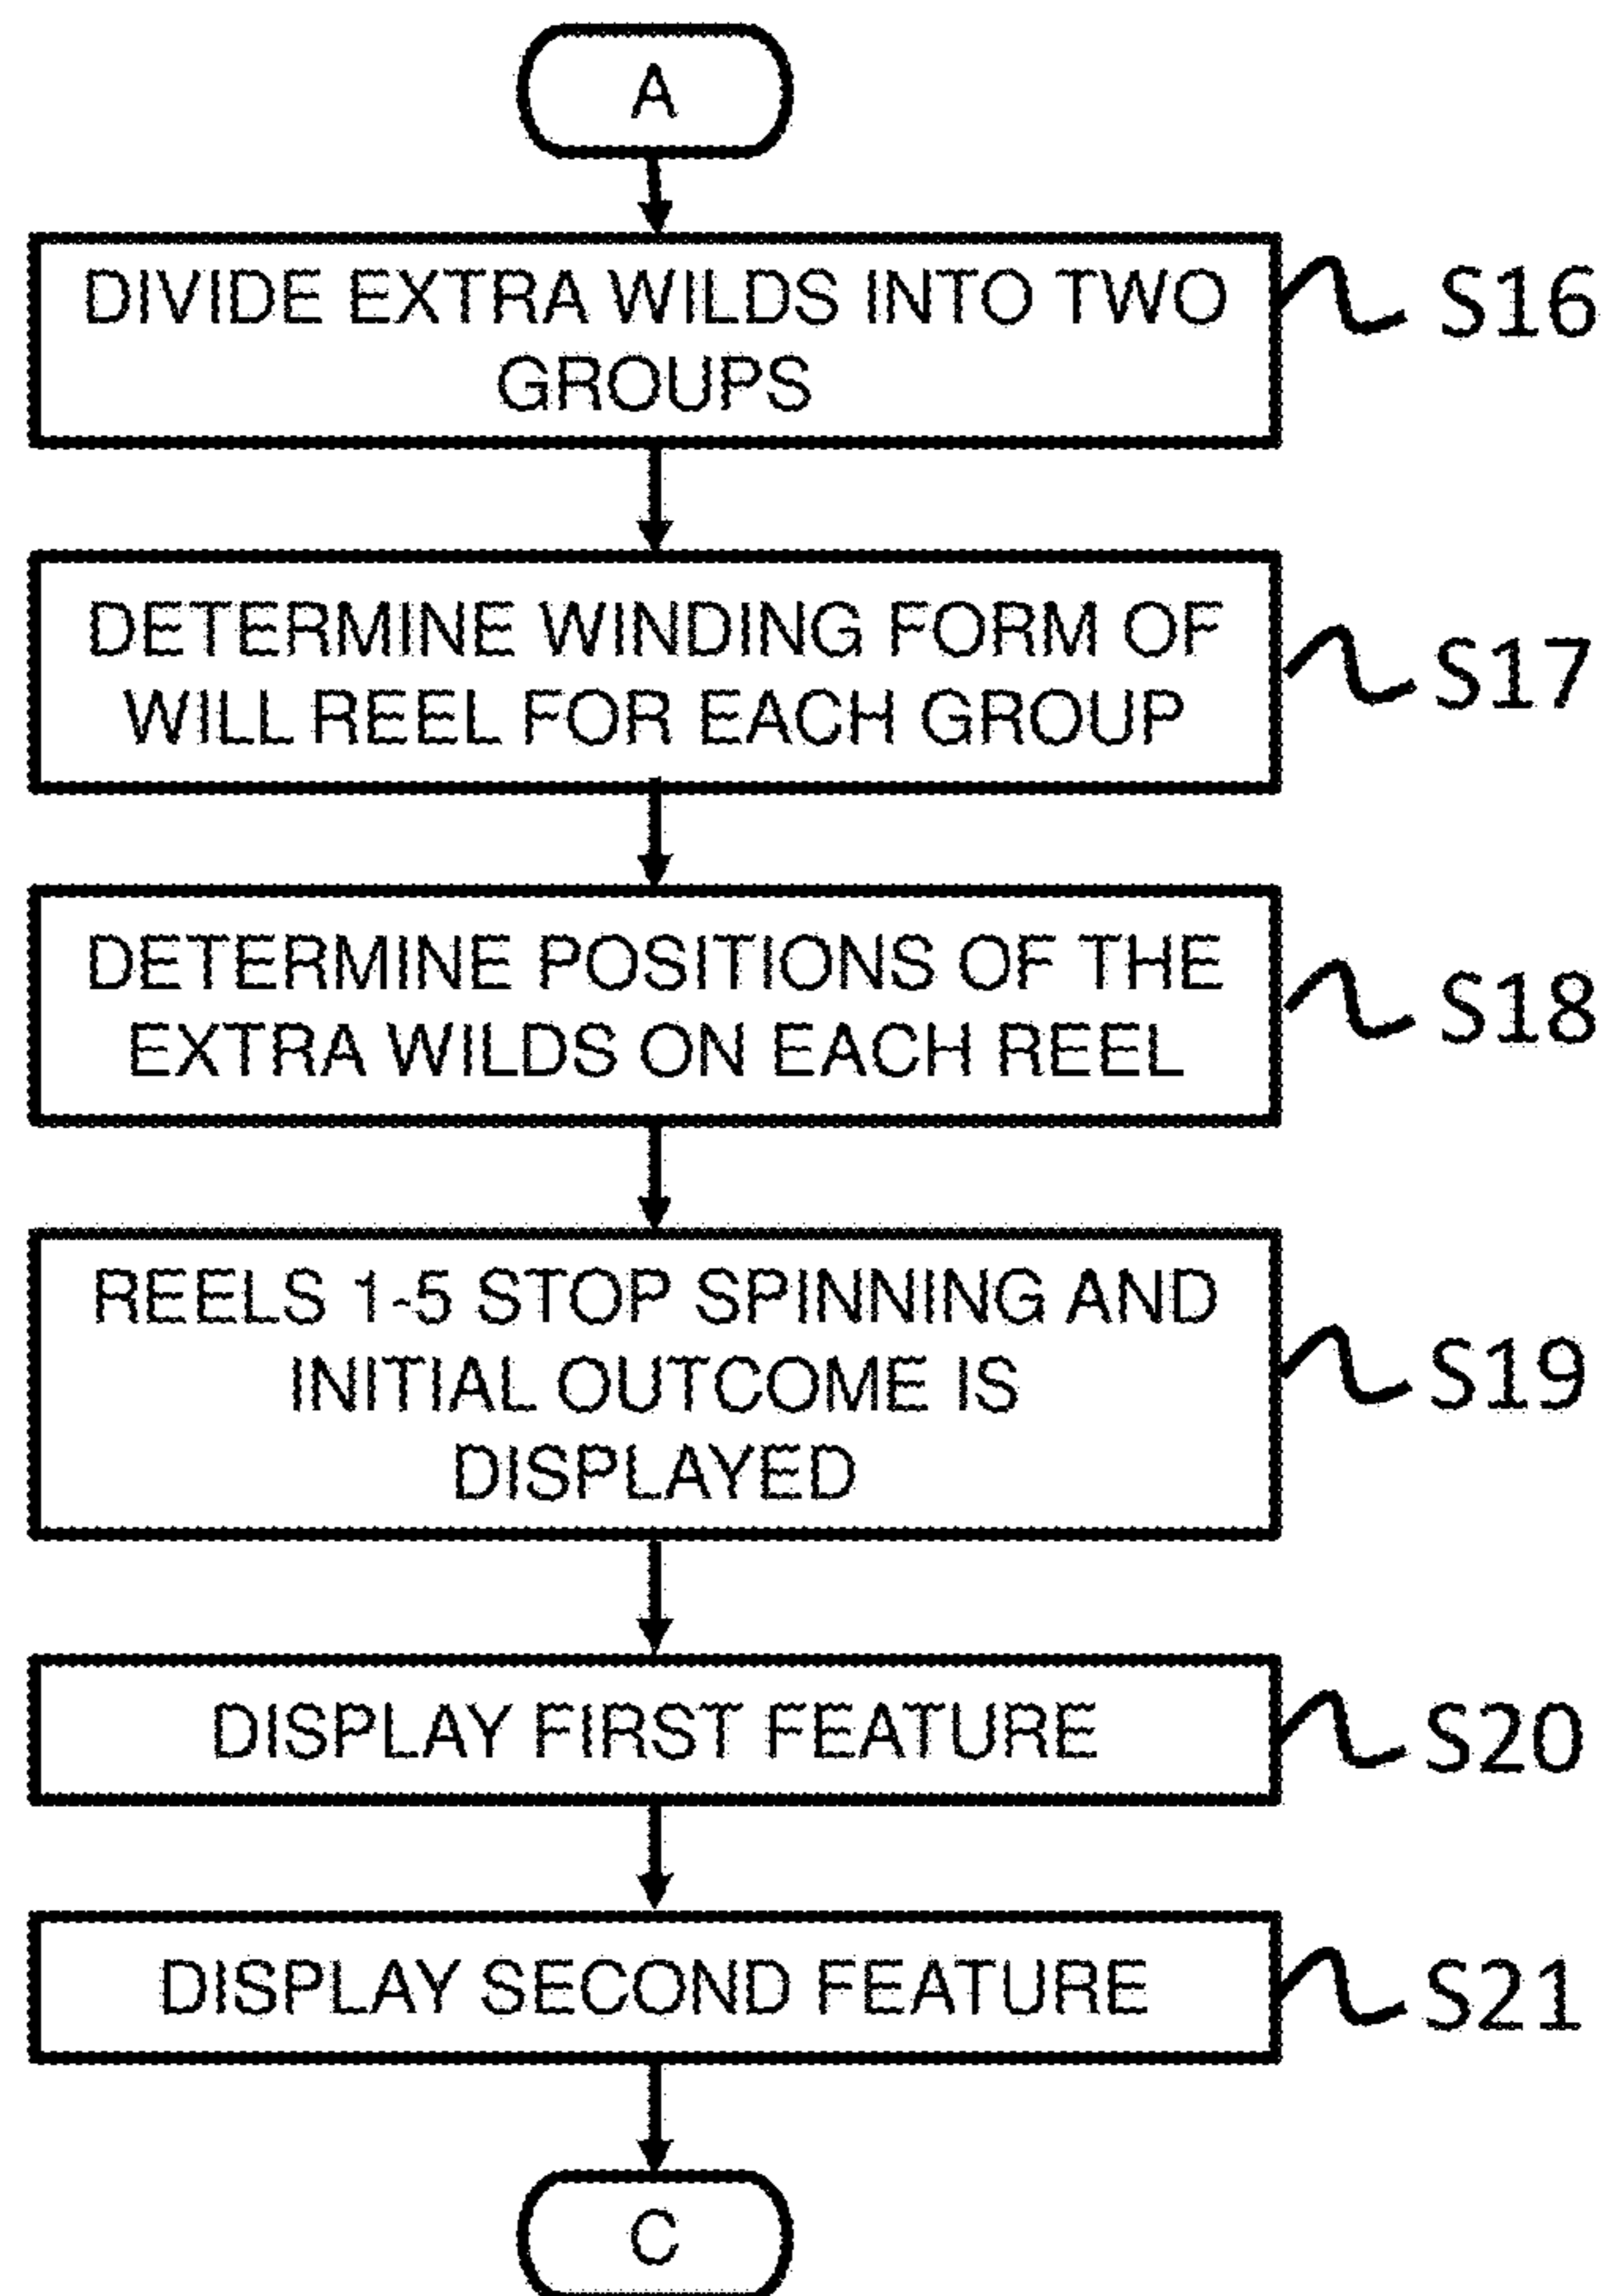 A
DIVIDE EXTRA WILDS INTO TWO
GROUPS
S16
DETERMINE WINDING FORM OF
WILL REEL FOR EACH GROUP
S17
DETERMINE POSITIONS OF THE
EXTRA WILDS ON EACH REEL
S18
REELS 1-5 STOP SPINNING AND
INITIAL OUTCOME IS
DISPLAYED
S19
DISPLAY FIRST FEATURE
S20
DISPLAY SECOND FEATURE
S21
C